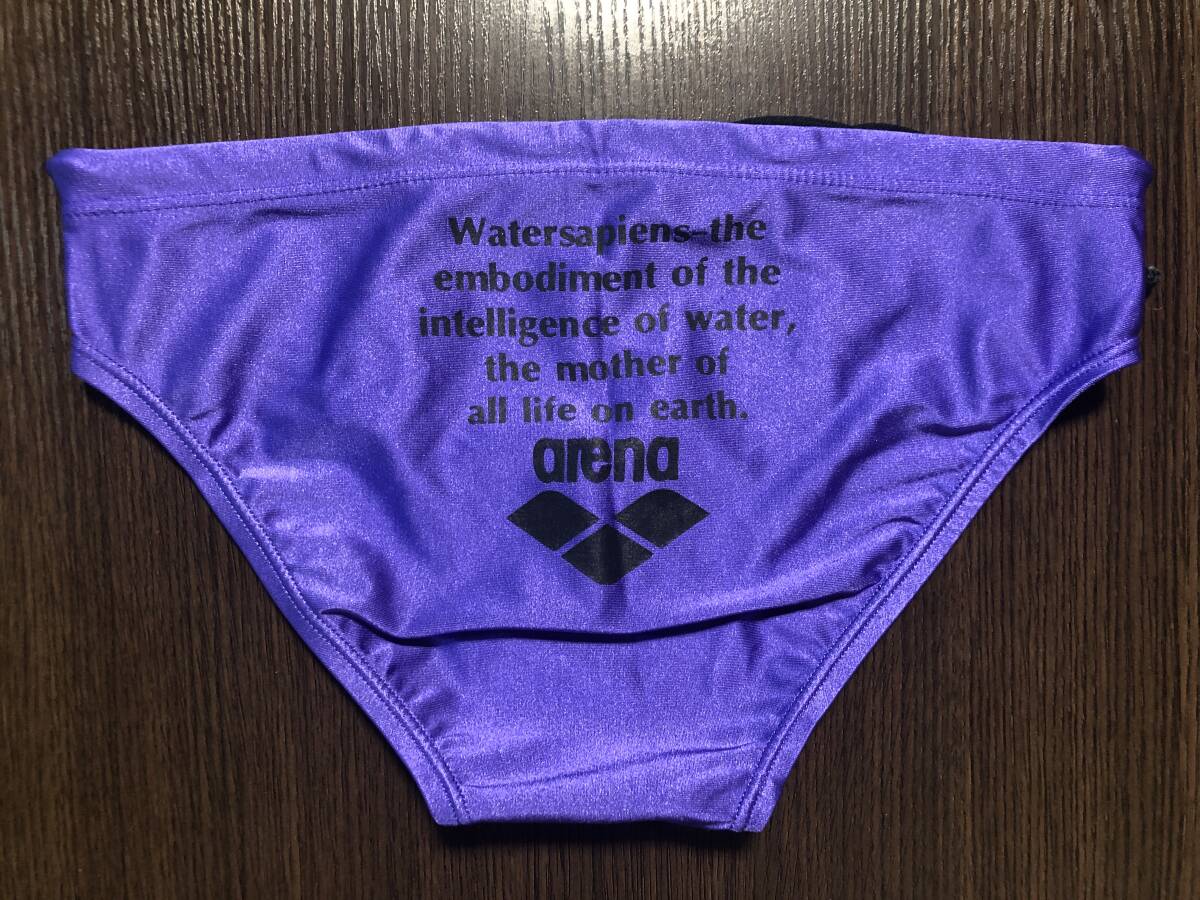 Watersapiens–the
embodiment of the
intelligence of water,
the mother of
all life on earth.
arena